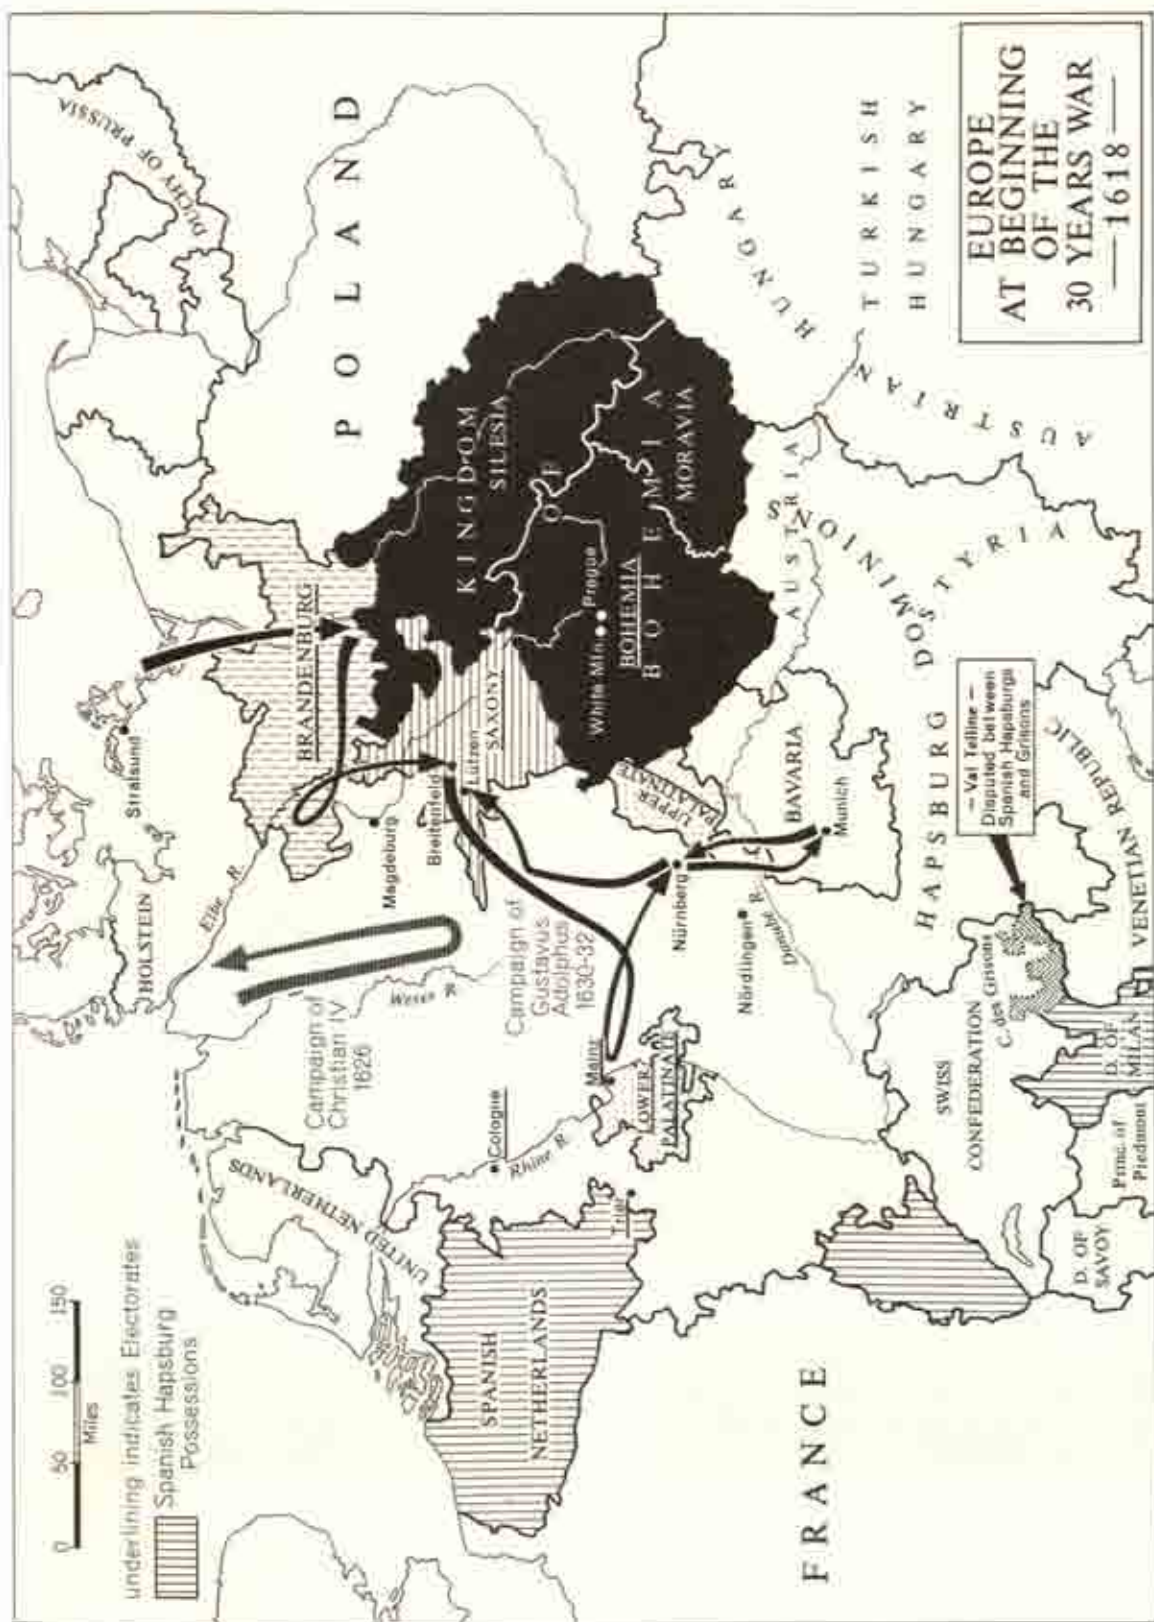 0 50 100 150
Miles
underlining indicates Electorates
Spanish Hapsburg
Possessions
EUROPE
AT BEGINNING
OF THE
30 YEARS WAR
—1618—
DUCHY OF PRUSSIA
POLAND
Stralsund
HOLSTEIN
Elbe R.
BRANDENBURG
Magdeburg
Campaign of
Christian IV
1626
Weser R.
UNITED NETHERLANDS
Breitenfeld
Lützen
SAXONY
KINGDOM
OF
BOHEMIA
SILESIA
MORAVIA
BOHEMIA
White Mtn.
Prague
Campaign of
Gustavus
Adolphus
1630-32
Cologne
Rhine R.
Mainz
LOWER
PALATINATE
Trier
SPANISH
NETHERLANDS
UPPER
PALATINATE
Nürnberg
Nördlingen
Danube R.
BAVARIA
Munich
AUSTRIA
AUSTRIAN HUNGARY
TURKISH
HUNGARY
HAPSBURG DOMINIONS
STYRIA
— Val Telline —
Disputed between
Spanish Hapsburgs
and Grisons
VENETIAN REPUBLIC
SWISS
CONFEDERATION
C. des Grisons
D. OF
MILAN
Princ. of
Piedmont
D. OF
SAVOY
FRANCE